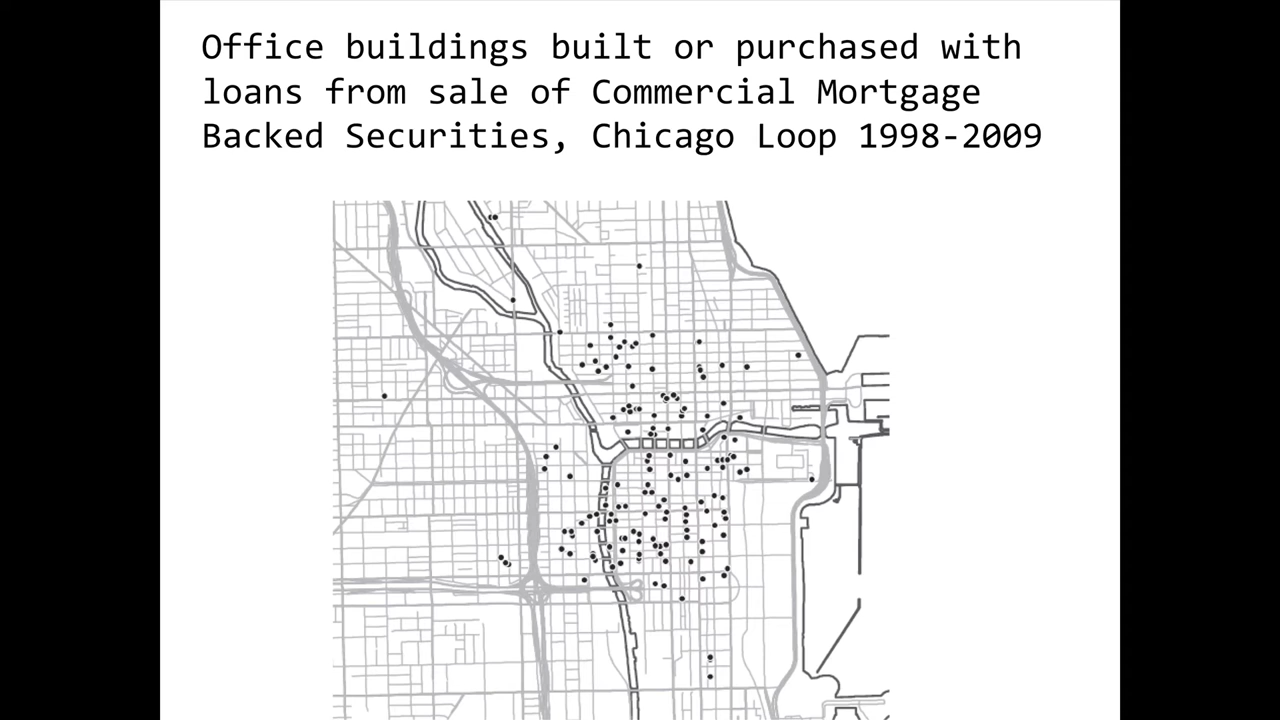 Office buildings built or purchased with
loans from sale of Commercial Mortgage
Backed Securities, Chicago Loop 1998-2009